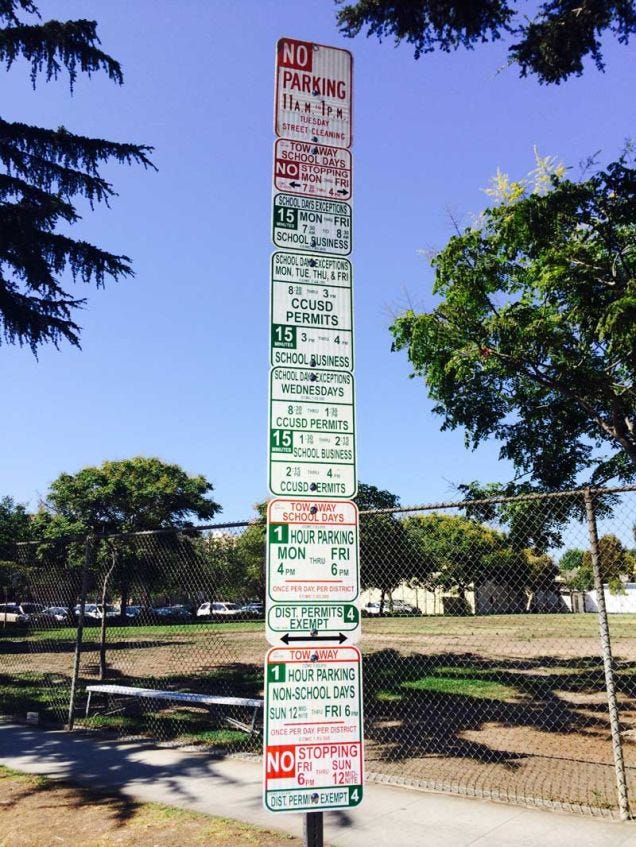 NO
PARKING
11 A.M. TO 1 P.M.
TUESDAY
STREET CLEANING
TOW AWAY
SCHOOL DAYS
NO STOPPING
MON THRU FRI
7 30 4 PM
SCHOOL DAYS EXCEPTIONS
15 MINUTES MON THRU FRI
7 30 TO 8 30
SCHOOL BUSINESS
SCHOOL DAY EXCEPTIONS
MON, TUE, THU, & FRI
8 30 THRU 3 PM
CCUSD
PERMITS
15 MINUTES 3 PM THRU 4 PM
SCHOOL BUSINESS
SCHOOL DAY EXCEPTIONS
WEDNESDAYS
8 30 THRU 1 30
CCUSD PERMITS
15 MINUTES 1 30 THRU 2 15
SCHOOL BUSINESS
2 15 THRU 4 PM
CCUSD PERMITS
TOW AWAY
SCHOOL DAYS
1 HOUR PARKING
MON THRU FRI
4 PM 6 PM
ONCE PER DAY, PER DISTRICT
DIST. PERMITS 4
EXEMPT
TOW AWAY
1 HOUR PARKING
NON-SCHOOL DAYS
SUN 12 MID-NITE THRU FRI 6 PM
ONCE PER DAY, PER DISTRICT
NO STOPPING
FRI THRU SUN
6 PM 12 MID-NITE
DIST. PERMITS EXEMPT 4